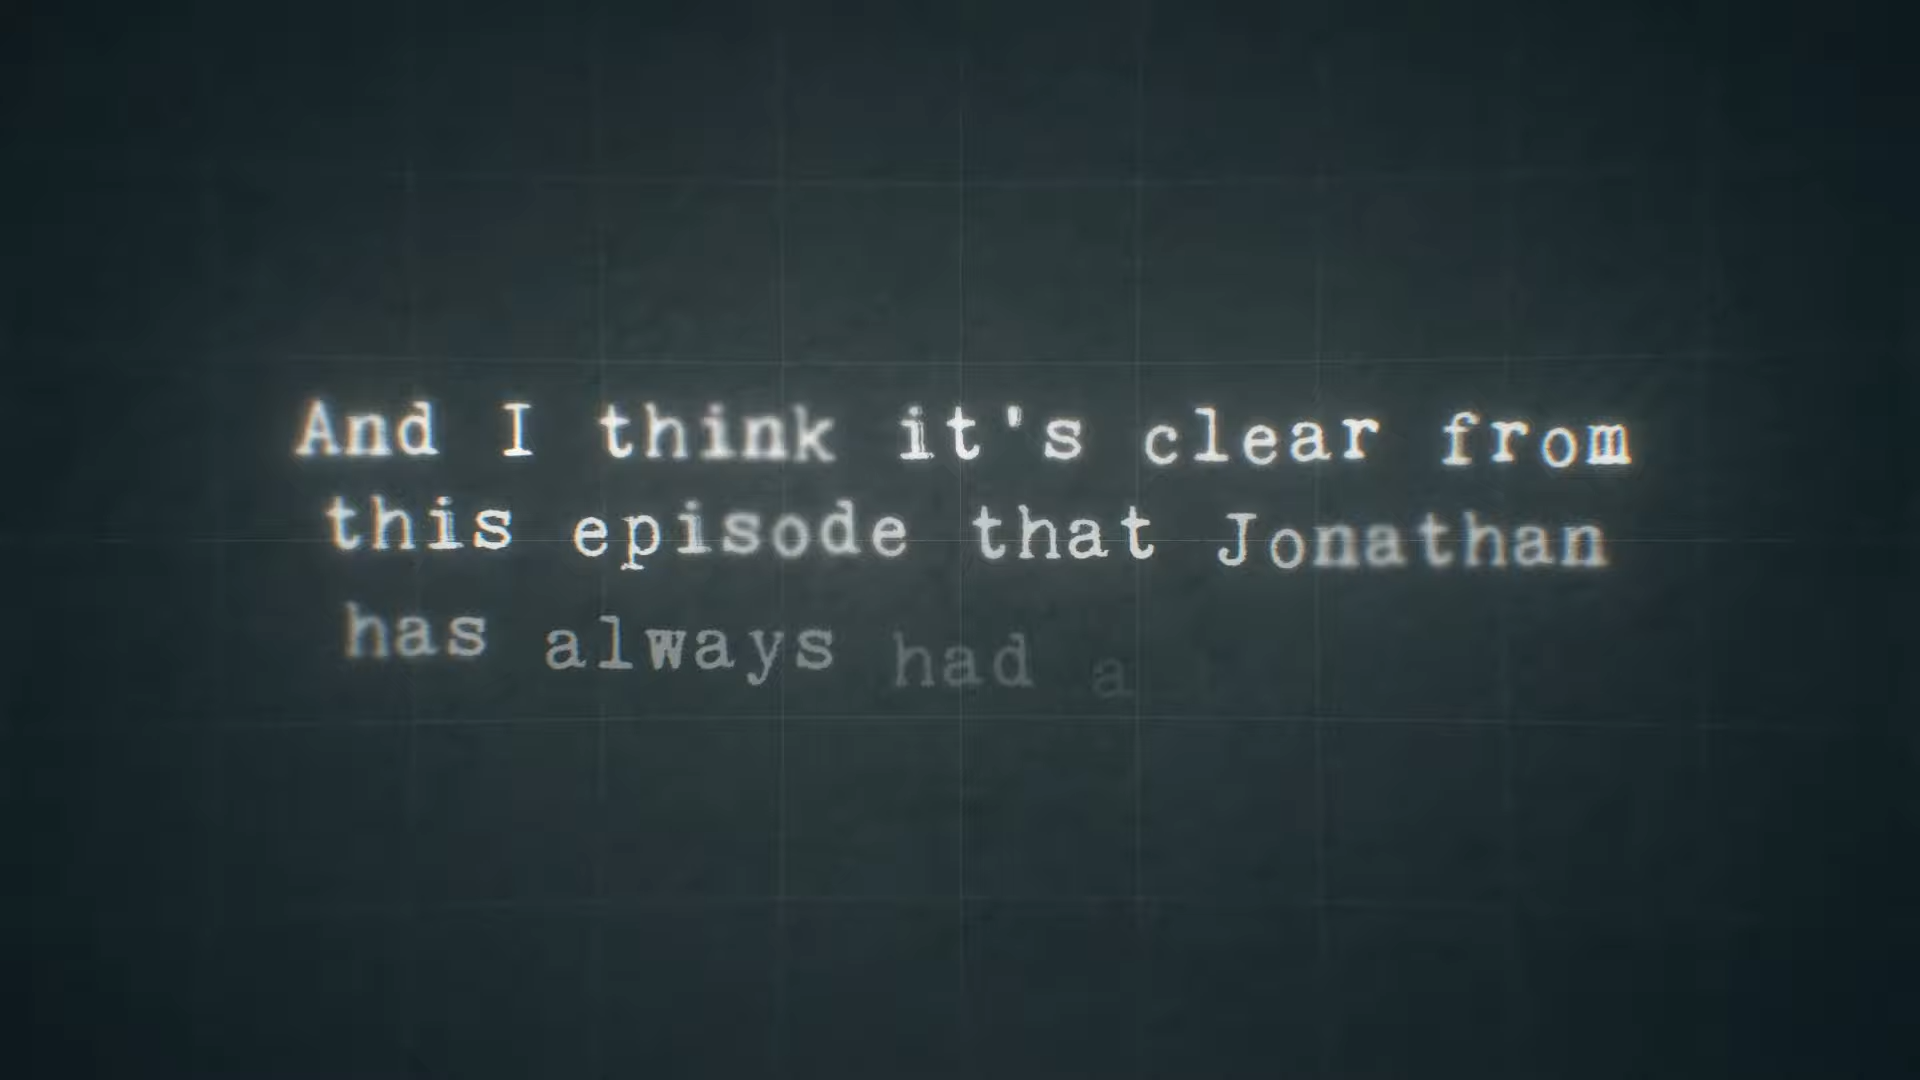 And I think it's clear from
this episode that Jonathan
has always had a